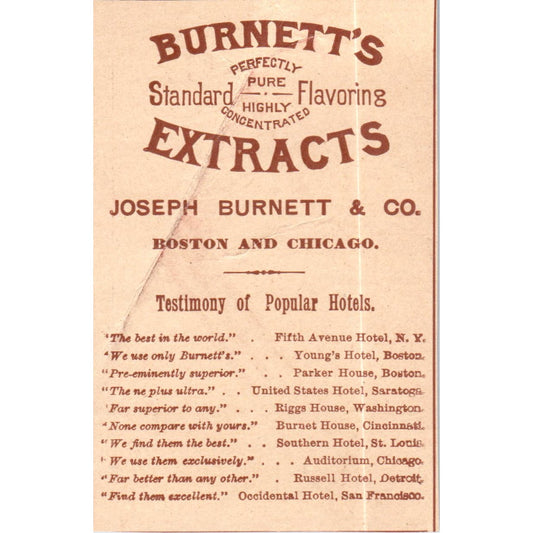 BURNETT'S
PERFECTLY
PURE
Standard Flavoring
HIGHLY
CONCENTRATED
EXTRACTS
JOSEPH BURNETT & CO.
BOSTON AND CHICAGO.
Testimony of Popular Hotels.
"The best in the world." . Fifth Avenue Hotel, N. Y.
"We use only Burnett's." . . . Young's Hotel, Boston.
"Pre-eminently superior." . . . Parker House, Boston.
"The ne plus ultra." . . United States Hotel, Saratoga.
"Far superior to any." . . . Riggs House, Washington.
"None compare with yours." Burnet House, Cincinnati.
"We find them the best." . . Southern Hotel, St. Louis.
"We use them exclusively." . . . Auditorium, Chicago.
"Far better than any other." . Russell Hotel, Detroit.
"Find them excellent." Occidental Hotel, San Francisco.